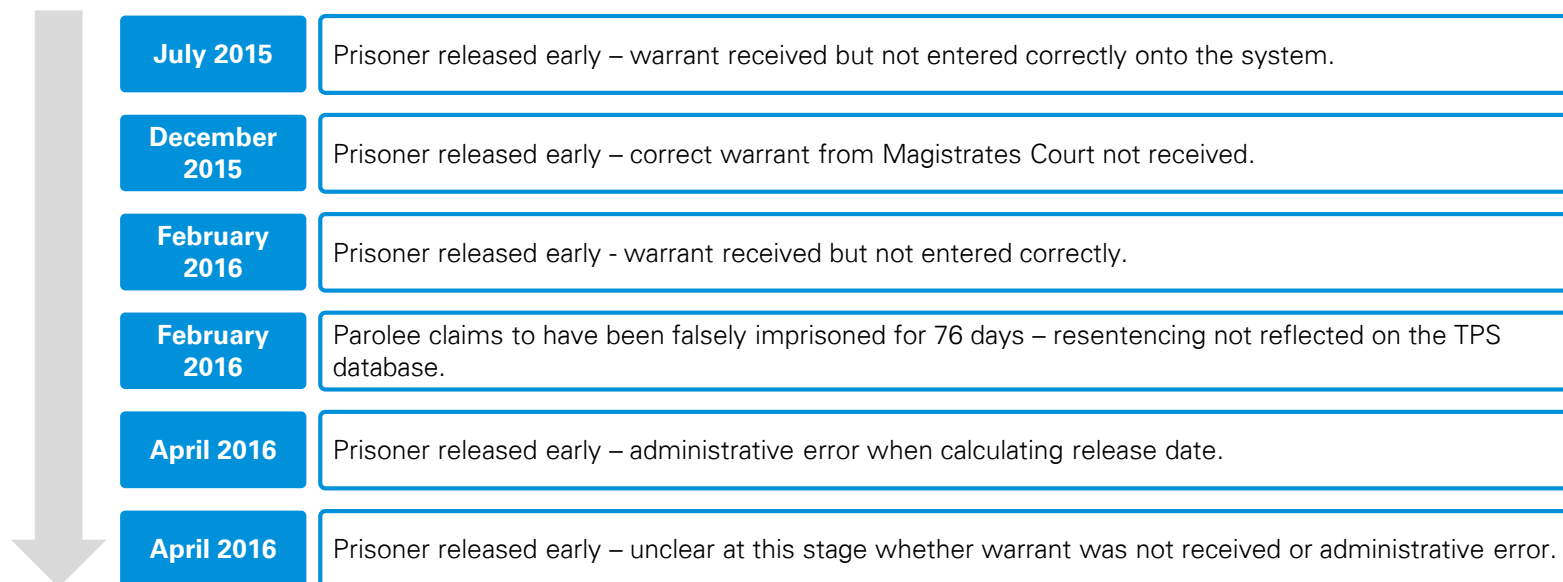 July 2015
Prisoner released early – warrant received but not entered correctly onto the system.
December
2015
Prisoner released early – correct warrant from Magistrates Court not received.
February
2016
Prisoner released early - warrant received but not entered correctly.
February
2016
Parolee claims to have been falsely imprisoned for 76 days – resentencing not reflected on the TPS
database.
April 2016
Prisoner released early – administrative error when calculating release date.
April 2016
Prisoner released early – unclear at this stage whether warrant was not received or administrative error.